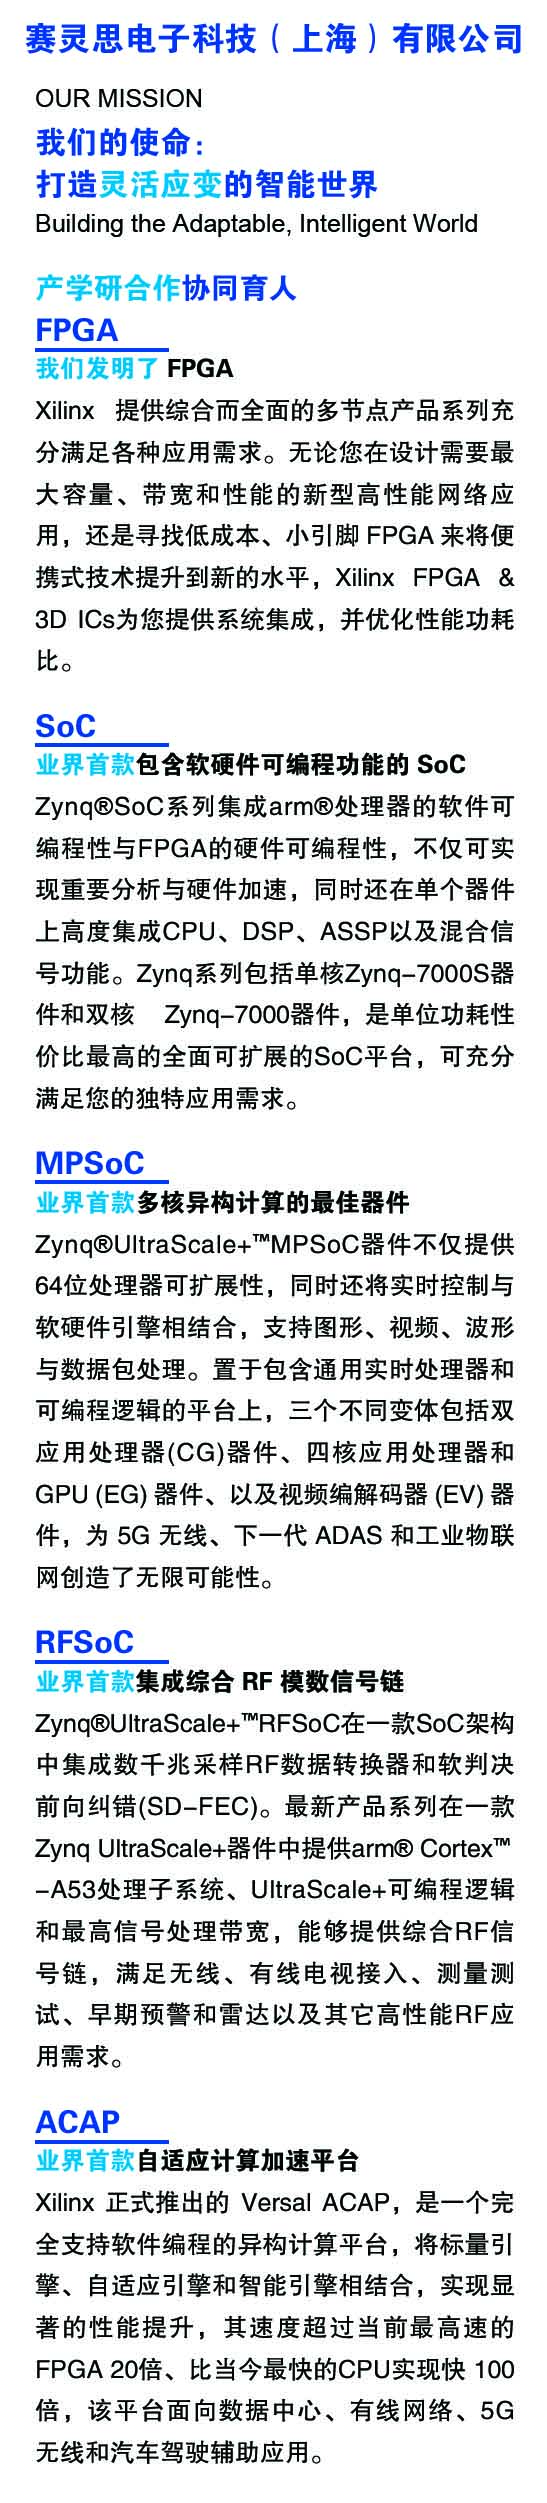 赛灵思电子科技（上海）有限公司
OUR MISSION
我们的使命：
打造灵活应变的智能世界
Building the Adaptable, Intelligent World
产学研合作协同育人
FPGA
我们发明了 FPGA
Xilinx 提供综合而全面的多节点产品系列充
分满足各种应用需求。无论您在设计需要最
大容量、带宽和性能的新型高性能网络应
用，还是寻找低成本、小引脚 FPGA 来将便
携式技术提升到新的水平，Xilinx FPGA &
3D ICs为您提供系统集成，并优化性能功耗
比。
SoC
业界首款包含软硬件可编程功能的 SoC
Zynq®SoC系列集成arm®处理器的软件可
编程性与FPGA的硬件可编程性，不仅可实
现重要分析与硬件加速，同时还在单个器件
上高度集成CPU、DSP、ASSP以及混合信
号功能。Zynq系列包括单核Zynq-7000S器
件和双核 Zynq-7000器件，是单位功耗性
价比最高的全面可扩展的SoC平台，可充分
满足您的独特应用需求。
MPSoC
业界首款多核异构计算的最佳器件
Zynq®UltraScale+™MPSoC器件不仅提供
64位处理器可扩展性，同时还将实时控制与
软硬件引擎相结合，支持图形、视频、波形
与数据包处理。置于包含通用实时处理器和
可编程逻辑的平台上，三个不同变体包括双
应用处理器(CG)器件、四核应用处理器和
GPU (EG) 器件、以及视频编解码器 (EV) 器
件，为 5G 无线、下一代 ADAS 和工业物联
网创造了无限可能性。
RFSoC
业界首款集成综合 RF 模数信号链
Zynq®UltraScale+™RFSoC在一款SoC架构
中集成数千兆采样RF数据转换器和软判决
前向纠错(SD-FEC)。最新产品系列在一款
Zynq UltraScale+器件中提供arm® Cortex™
-A53处理子系统、UltraScale+可编程逻辑
和最高信号处理带宽，能够提供综合RF信
号链，满足无线、有线电视接入、测量测
试、早期预警和雷达以及其它高性能RF应
用需求。
ACAP
业界首款自适应计算加速平台
Xilinx 正式推出的 Versal ACAP，是一个完
全支持软件编程的异构计算平台，将标量引
擎、自适应引擎和智能引擎相结合，实现显
著的性能提升，其速度超过当前最高速的
FPGA 20倍、比当今最快的CPU实现快 100
倍，该平台面向数据中心、有线网络、5G
无线和汽车驾驶辅助应用。